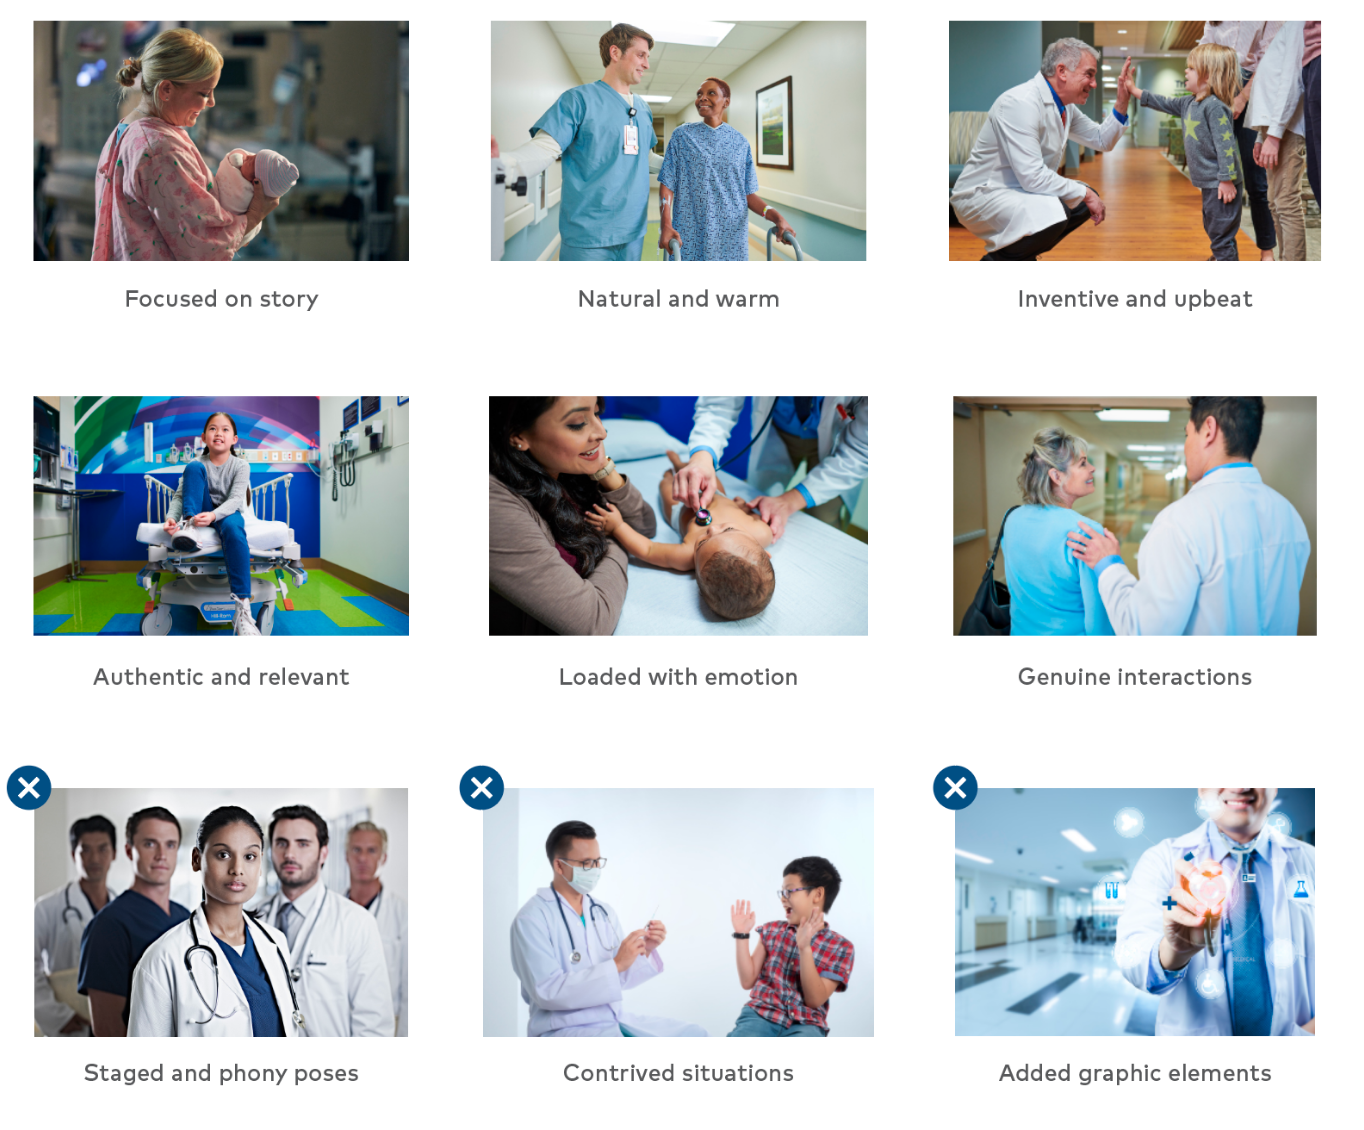 Focused on story
Natural and warm
Inventive and upbeat
Authentic and relevant
Loaded with emotion
Genuine interactions
Staged and phony poses
Contrived situations
Added graphic elements